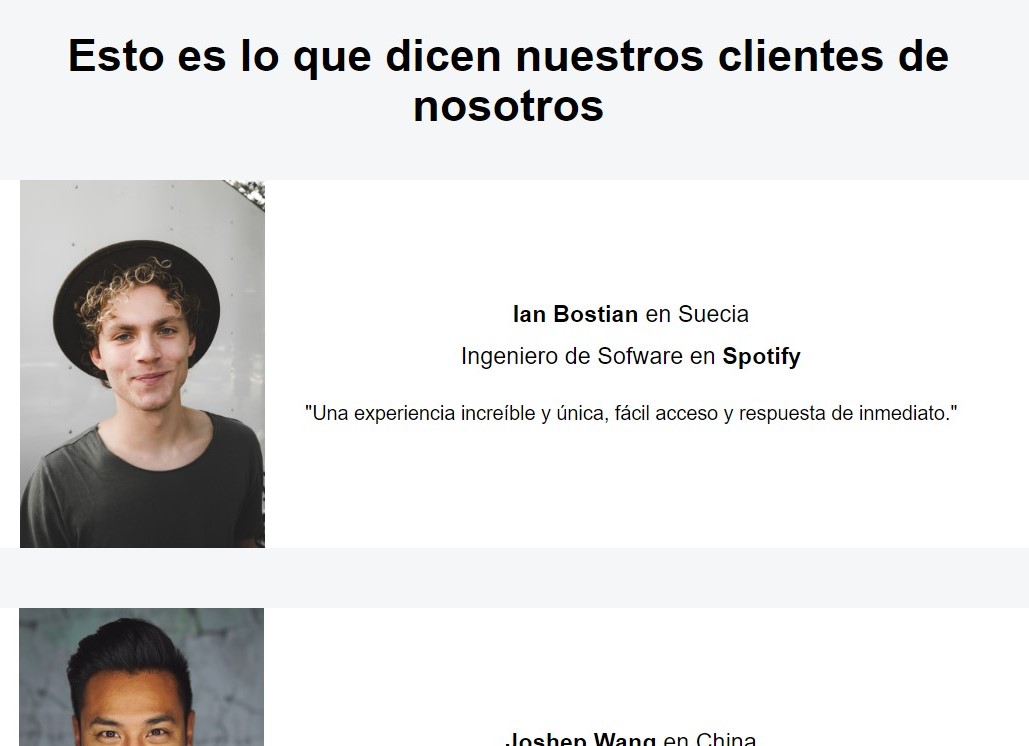 Esto es lo que dicen nuestros clientes de
nosotros
Ian Bostian en Suecia
Ingeniero de Sofware en Spotify
"Una experiencia increíble y única, fácil acceso y respuesta de inmediato."
Joshep Wang en China